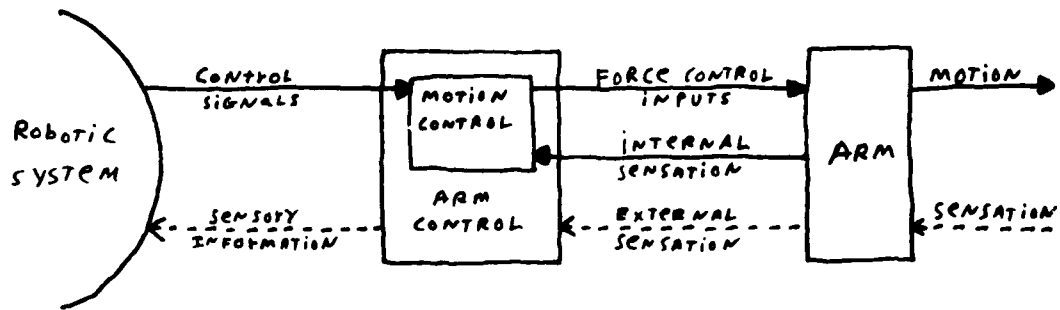 Robotic
system
control
signals
motion
control
Arm
control
sensory
information
Force control
inputs
internal
sensation
External
sensation
ARM
motion
sensation